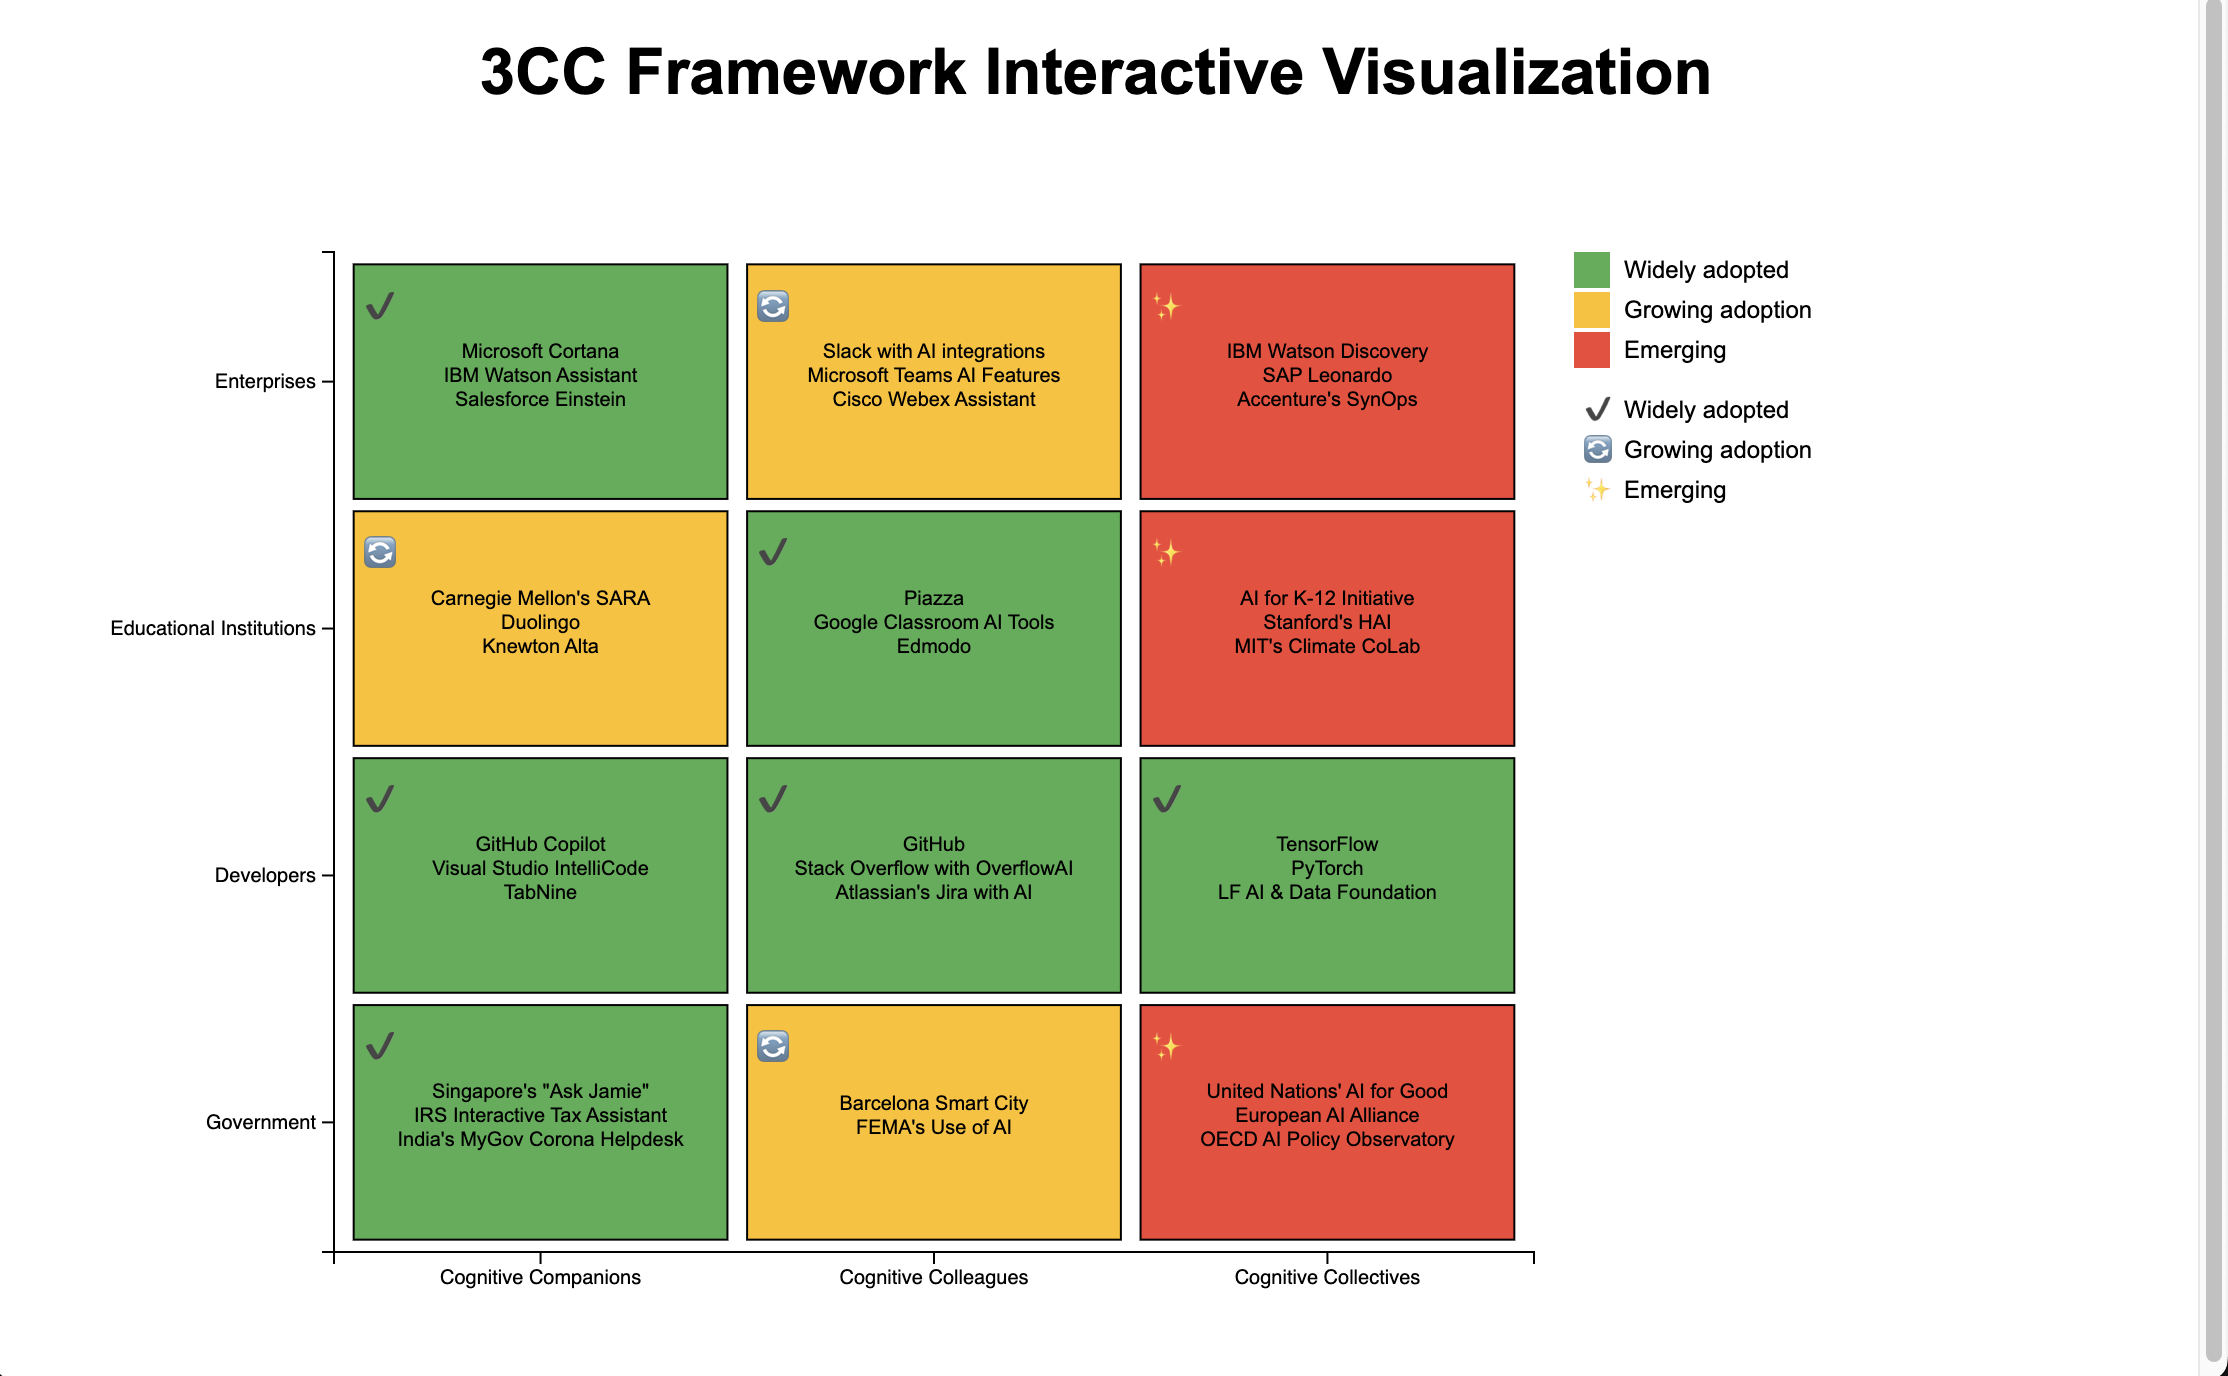 3CC Framework Interactive Visualization
Enterprises
Microsoft Cortana
IBM Watson Assistant
Salesforce Einstein
Slack with AI integrations
Microsoft Teams AI Features
Cisco Webex Assistant
IBM Watson Discovery
SAP Leonardo
Accenture's SynOps
Educational Institutions
Carnegie Mellon's SARA
Duolingo
Knewton Alta
Piazza
Google Classroom AI Tools
Edmodo
AI for K-12 Initiative
Stanford's HAI
MIT's Climate CoLab
Developers
GitHub Copilot
Visual Studio IntelliCode
TabNine
GitHub
Stack Overflow with OverflowAI
Atlassian's Jira with AI
TensorFlow
PyTorch
LF AI & Data Foundation
Government
Singapore's "Ask Jamie"
IRS Interactive Tax Assistant
India's MyGov Corona Helpdesk
Barcelona Smart City
FEMA's Use of AI
United Nations' AI for Good
European AI Alliance
OECD AI Policy Observatory
Cognitive Companions
Cognitive Colleagues
Cognitive Collectives
Widely adopted
Growing adoption
Emerging
Widely adopted
Growing adoption
Emerging